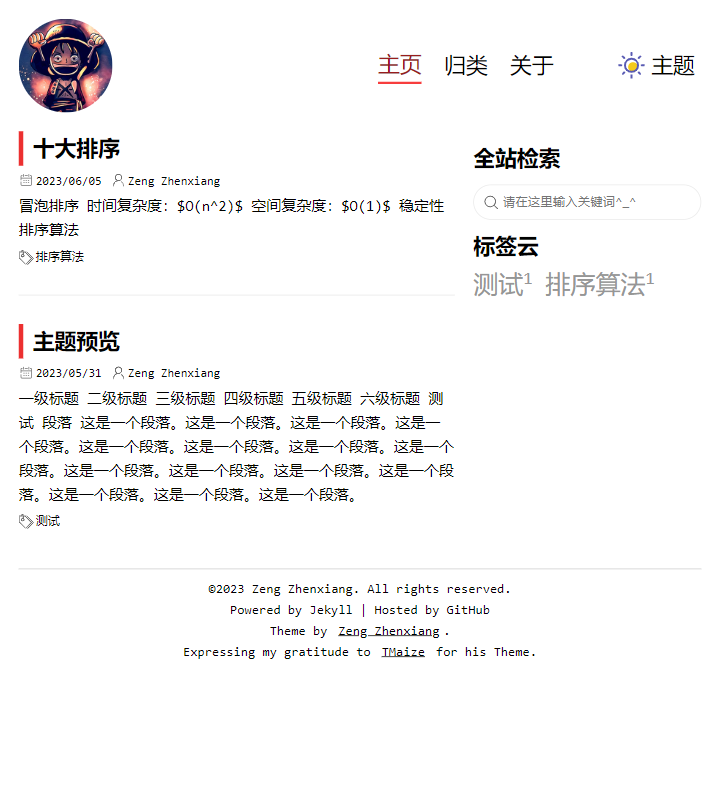 主页 归类 关于 主题
十大排序
2023/06/05 Zeng Zhenxiang
冒泡排序 时间复杂度：$O(n^2)$ 空间复杂度：$O(1)$ 稳定性
排序算法
排序算法
主题预览
2023/05/31 Zeng Zhenxiang
一级标题 二级标题 三级标题 四级标题 五级标题 六级标题 测
试 段落 这是一个段落。这是一个段落。这是一个段落。这是一
个段落。这是一个段落。这是一个段落。这是一个段落。这是一个
段落。这是一个段落。这是一个段落。这是一个段落。这是一个段
落。这是一个段落。这是一个段落。这是一个段落。
测试
全站检索
请在这里输入关键词^_^
标签云
测试1 排序算法1
©2023 Zeng Zhenxiang. All rights reserved.
Powered by Jekyll | Hosted by GitHub
Theme by Zeng Zhenxiang.
Expressing my gratitude to TMaize for his Theme.